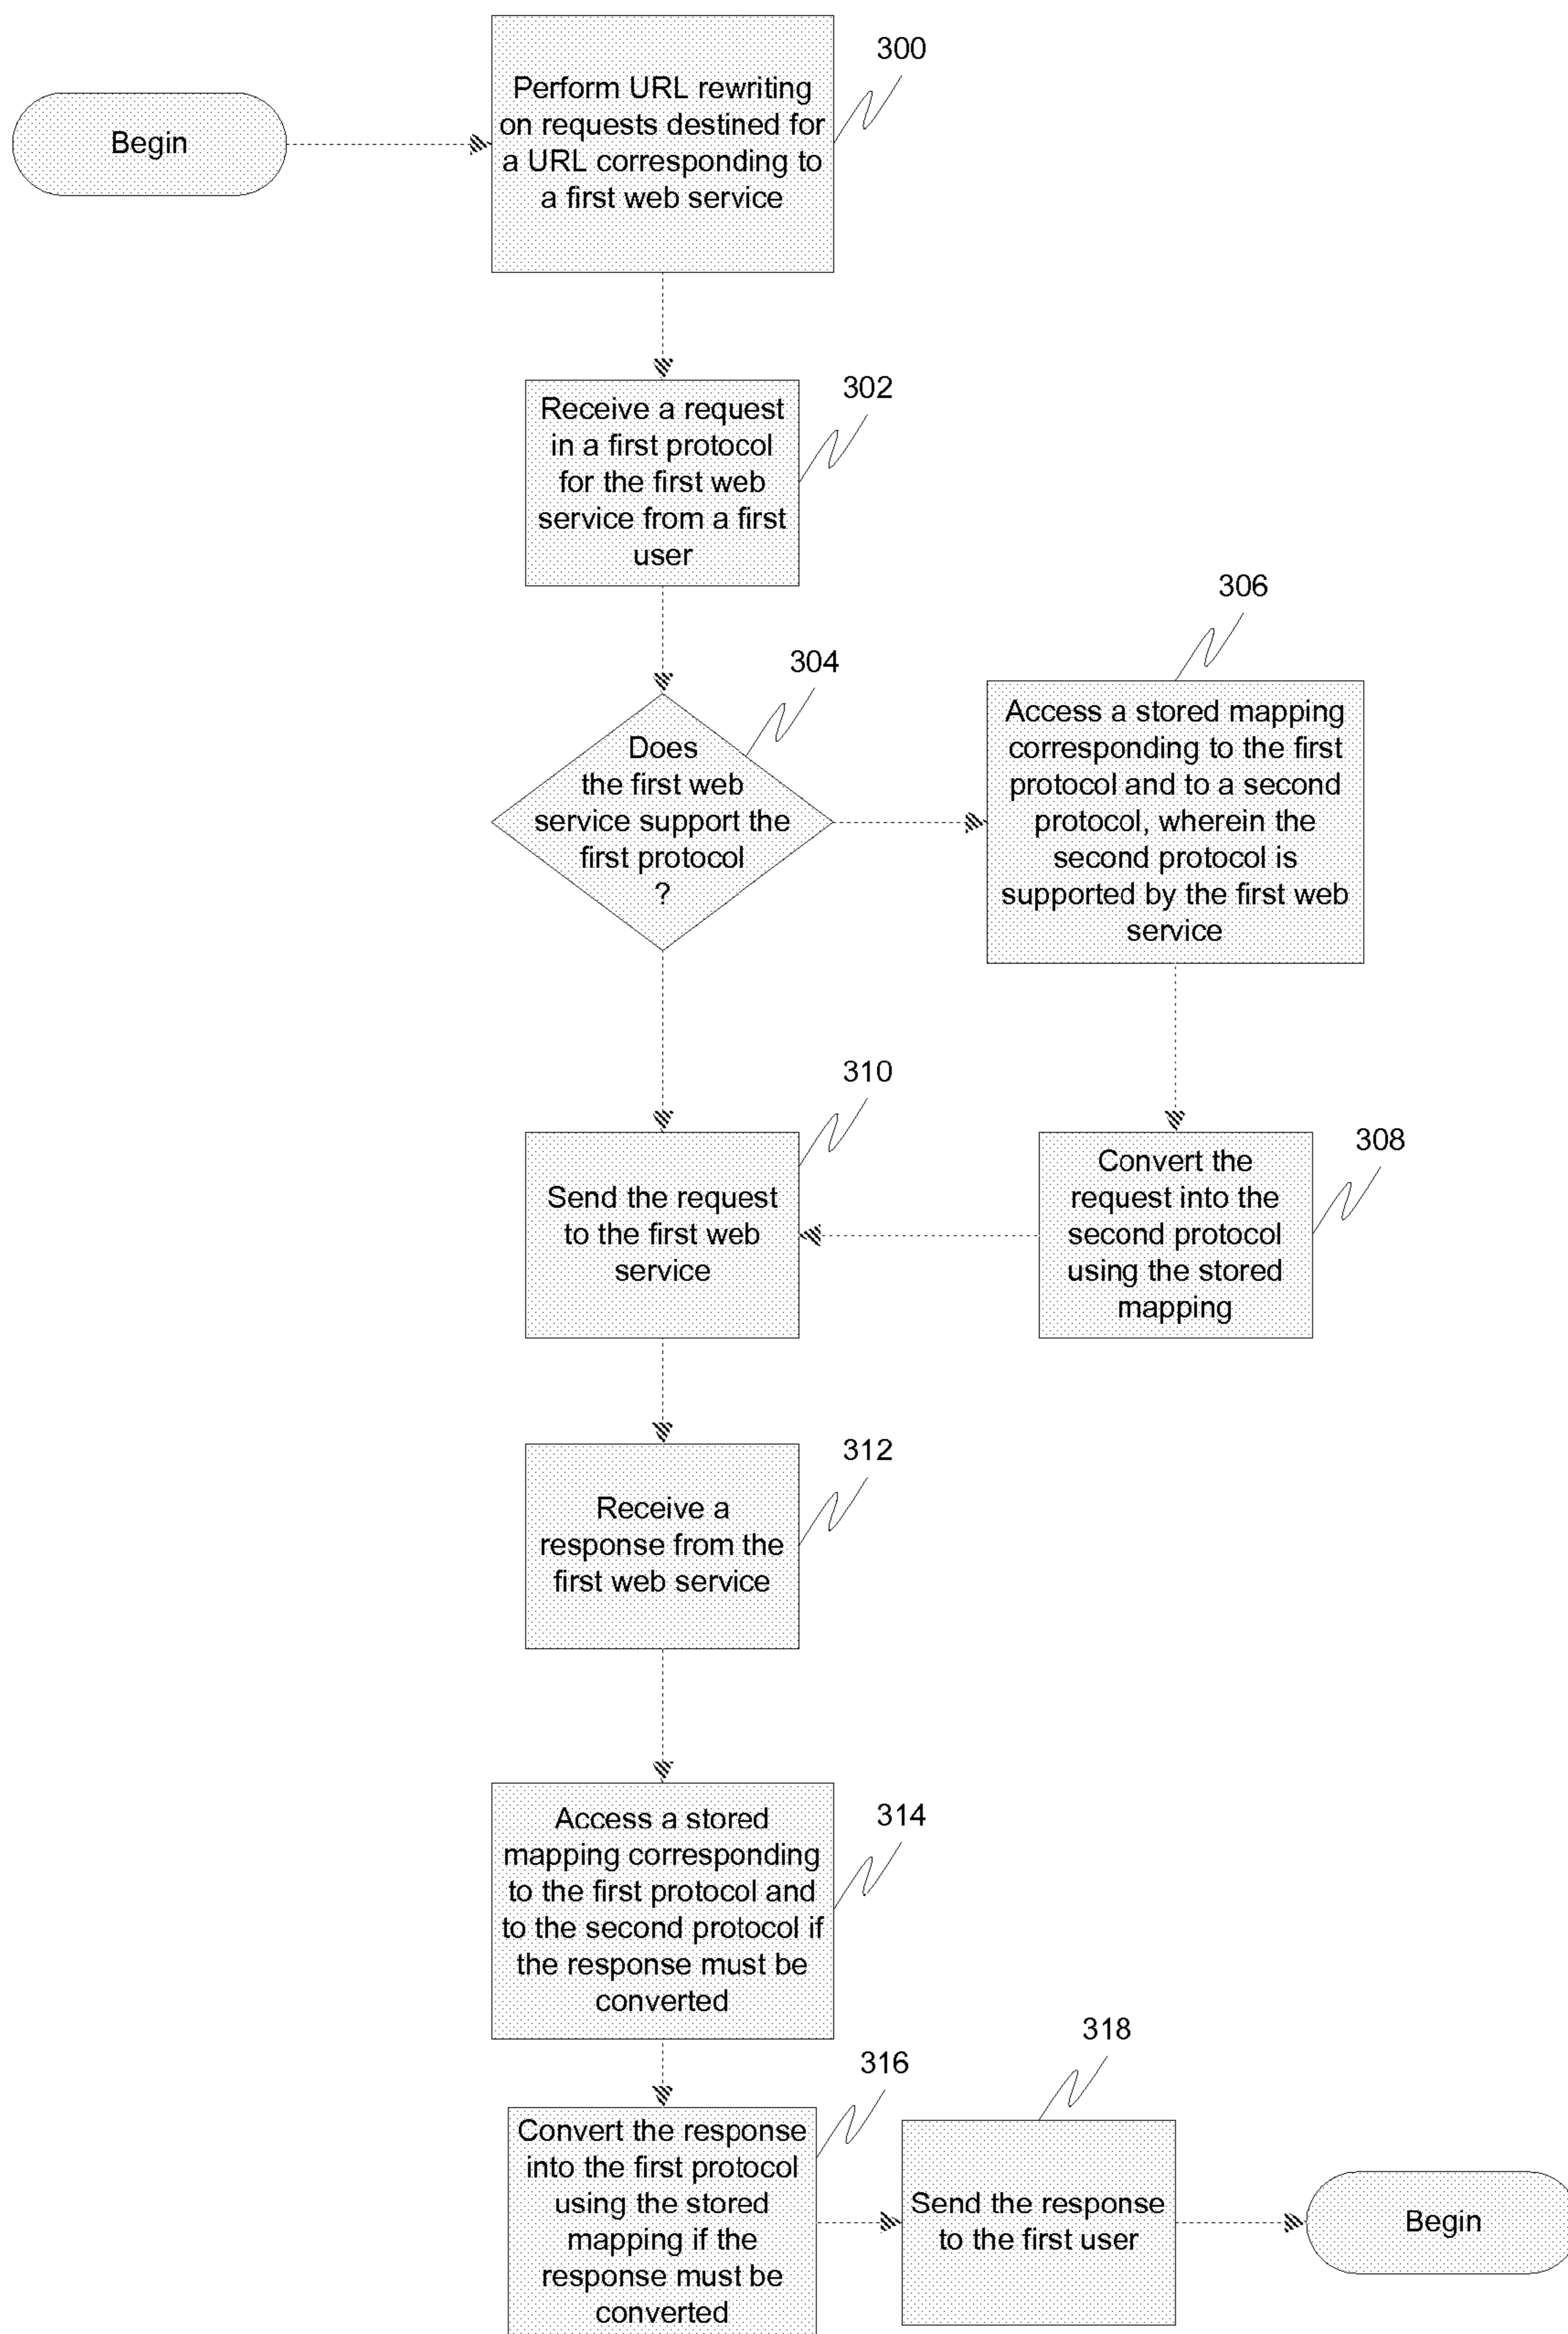 300
Begin
Perform URL rewriting
on requests destined for
a URL corresponding to
a first web service
302
Receive a request
in a first protocol
for the first web
service from a first
user
304
Does
the first web
service support the
first protocol
?
306
Access a stored mapping
corresponding to the first
protocol and to a second
protocol, wherein the
second protocol is
supported by the first web
service
308
Convert the
request into the
second protocol
using the stored
mapping
310
Send the request
to the first web
service
312
Receive a
response from the
first web service
314
Access a stored
mapping corresponding
to the first protocol and
to the second protocol if
the response must be
converted
316
Convert the response
into the first protocol
using the stored
mapping if the
response must be
converted
318
Send the response
to the first user
Begin